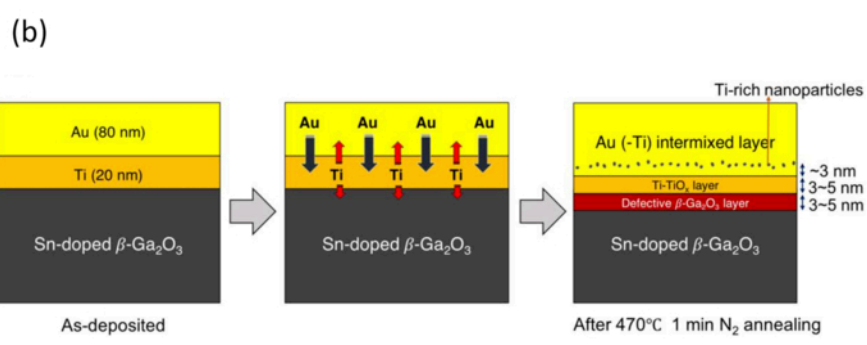 (b)
Au (80 nm)
Ti (20 nm)
Sn-doped β-Ga₂O₃
As-deposited
Au Au Au Au
Ti Ti Ti
Sn-doped β-Ga₂O₃
Ti-rich nanoparticles
Au (-Ti) intermixed layer
~3 nm
Ti-TiOₓ layer
3~5 nm
Defective β-Ga₂O₃ layer
3~5 nm
Sn-doped β-Ga₂O₃
After 470℃ 1 min N₂ annealing